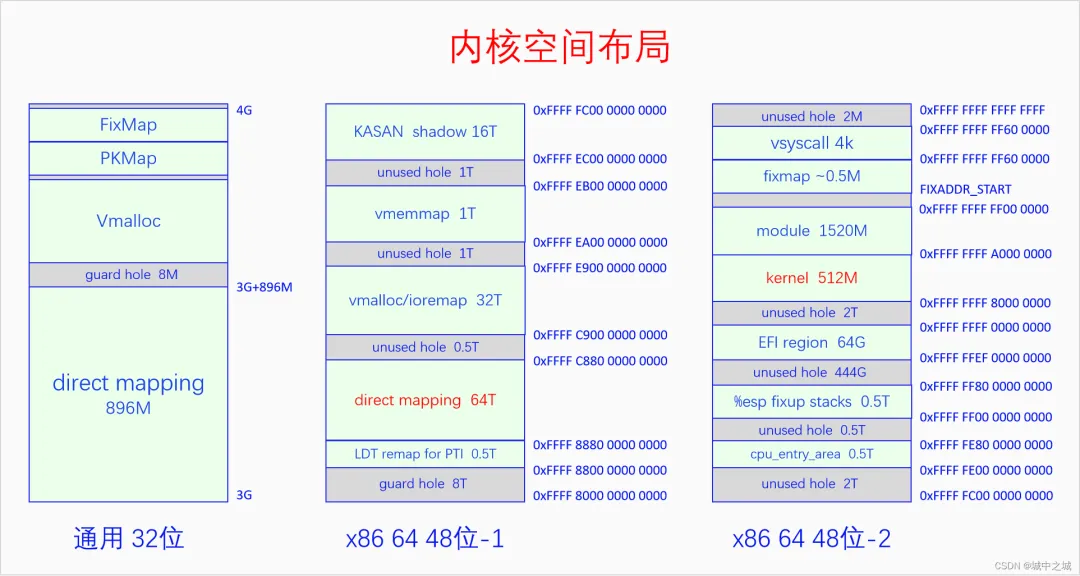 内核空间布局
4G
FixMap
PKMap
Vmalloc
guard hole 8M
3G+896M
direct mapping
896M
3G
通用 32位
0xFFFF FC00 0000 0000
KASAN shadow 16T
0xFFFF EC00 0000 0000
unused hole 1T
0xFFFF EB00 0000 0000
vmemmap 1T
0xFFFF EA00 0000 0000
unused hole 1T
0xFFFF E900 0000 0000
vmalloc/ioremap 32T
0xFFFF C900 0000 0000
unused hole 0.5T
0xFFFF C880 0000 0000
direct mapping 64T
0xFFFF 8880 0000 0000
LDT remap for PTI 0.5T
0xFFFF 8800 0000 0000
guard hole 8T
0xFFFF 8000 0000 0000
x86 64 48位-1
0xFFFF FFFF FFFF FFFF
unused hole 2M
0xFFFF FFFF FF60 0000
vsyscall 4k
0xFFFF FFFF FF60 0000
fixmap ~0.5M
FIXADDR_START
0xFFFF FFFF FF00 0000
module 1520M
0xFFFF FFFF A000 0000
kernel 512M
0xFFFF FFFF 8000 0000
unused hole 2T
0xFFFF FFFF 0000 0000
EFI region 64G
0xFFFF FFEF 0000 0000
unused hole 444G
0xFFFF FF80 0000 0000
%esp fixup stacks 0.5T
0xFFFF FF00 0000 0000
unused hole 0.5T
0xFFFF FE80 0000 0000
cpu_entry_area 0.5T
0xFFFF FE00 0000 0000
unused hole 2T
0xFFFF FC00 0000 0000
x86 64 48位-2
CSDN @城中之城